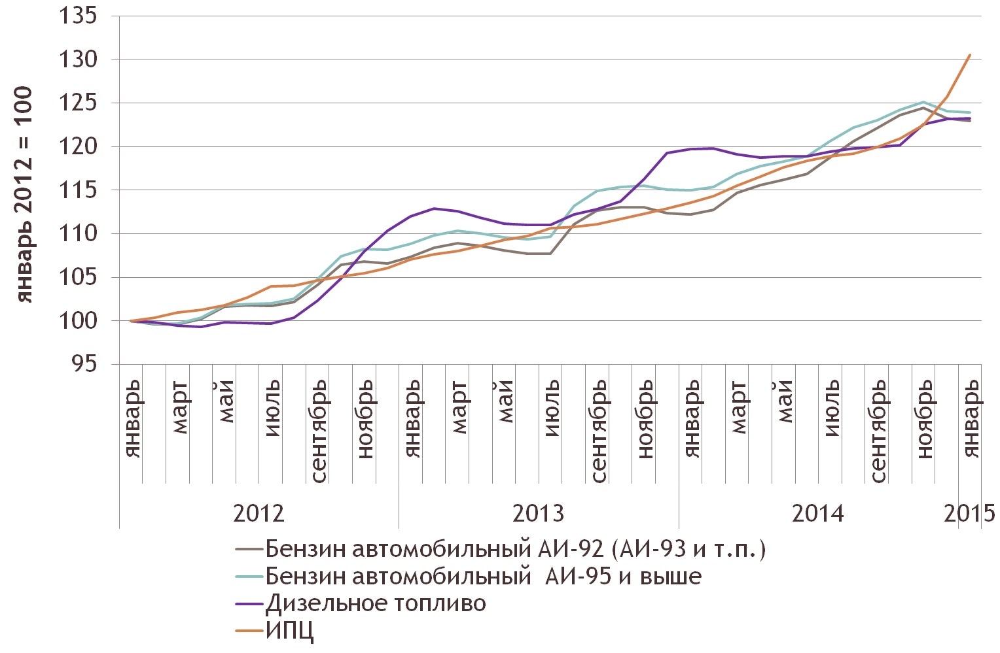 135
130
125
120
115
110
105
100
95
январь 2012 = 100
январь
март
май
июль
сентябрь
ноябрь
январь
март
май
июль
сентябрь
ноябрь
январь
март
май
июль
сентябрь
ноябрь
январь
2012
2013
2014
2015
Бензин автомобильный АИ-92 (АИ-93 и т.п.)
Бензин автомобильный АИ-95 и выше
Дизельное топливо
ИПЦ